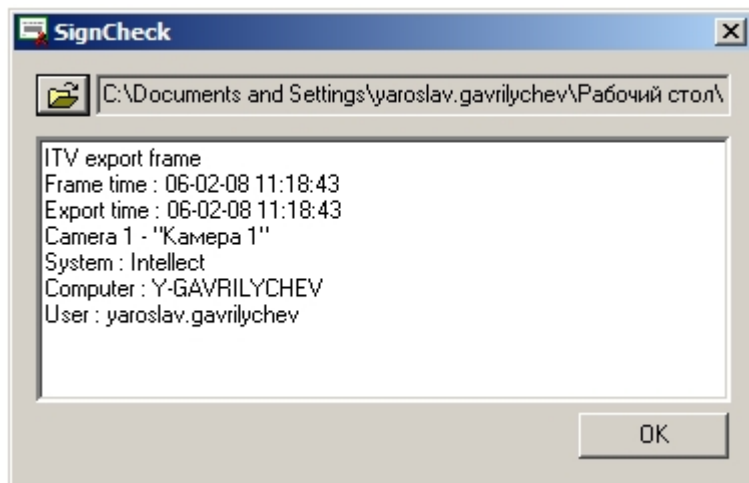 SignCheck
C:\Documents and Settings\yaroslav.gavrilychev\Рабочий стол\
ITV export frame
Frame time : 06-02-08 11:18:43
Export time : 06-02-08 11:18:43
Camera 1 - "Камера 1"
System : Intellect
Computer : Y-GAVRILYCHEV
User : yaroslav.gavrilychev
OK